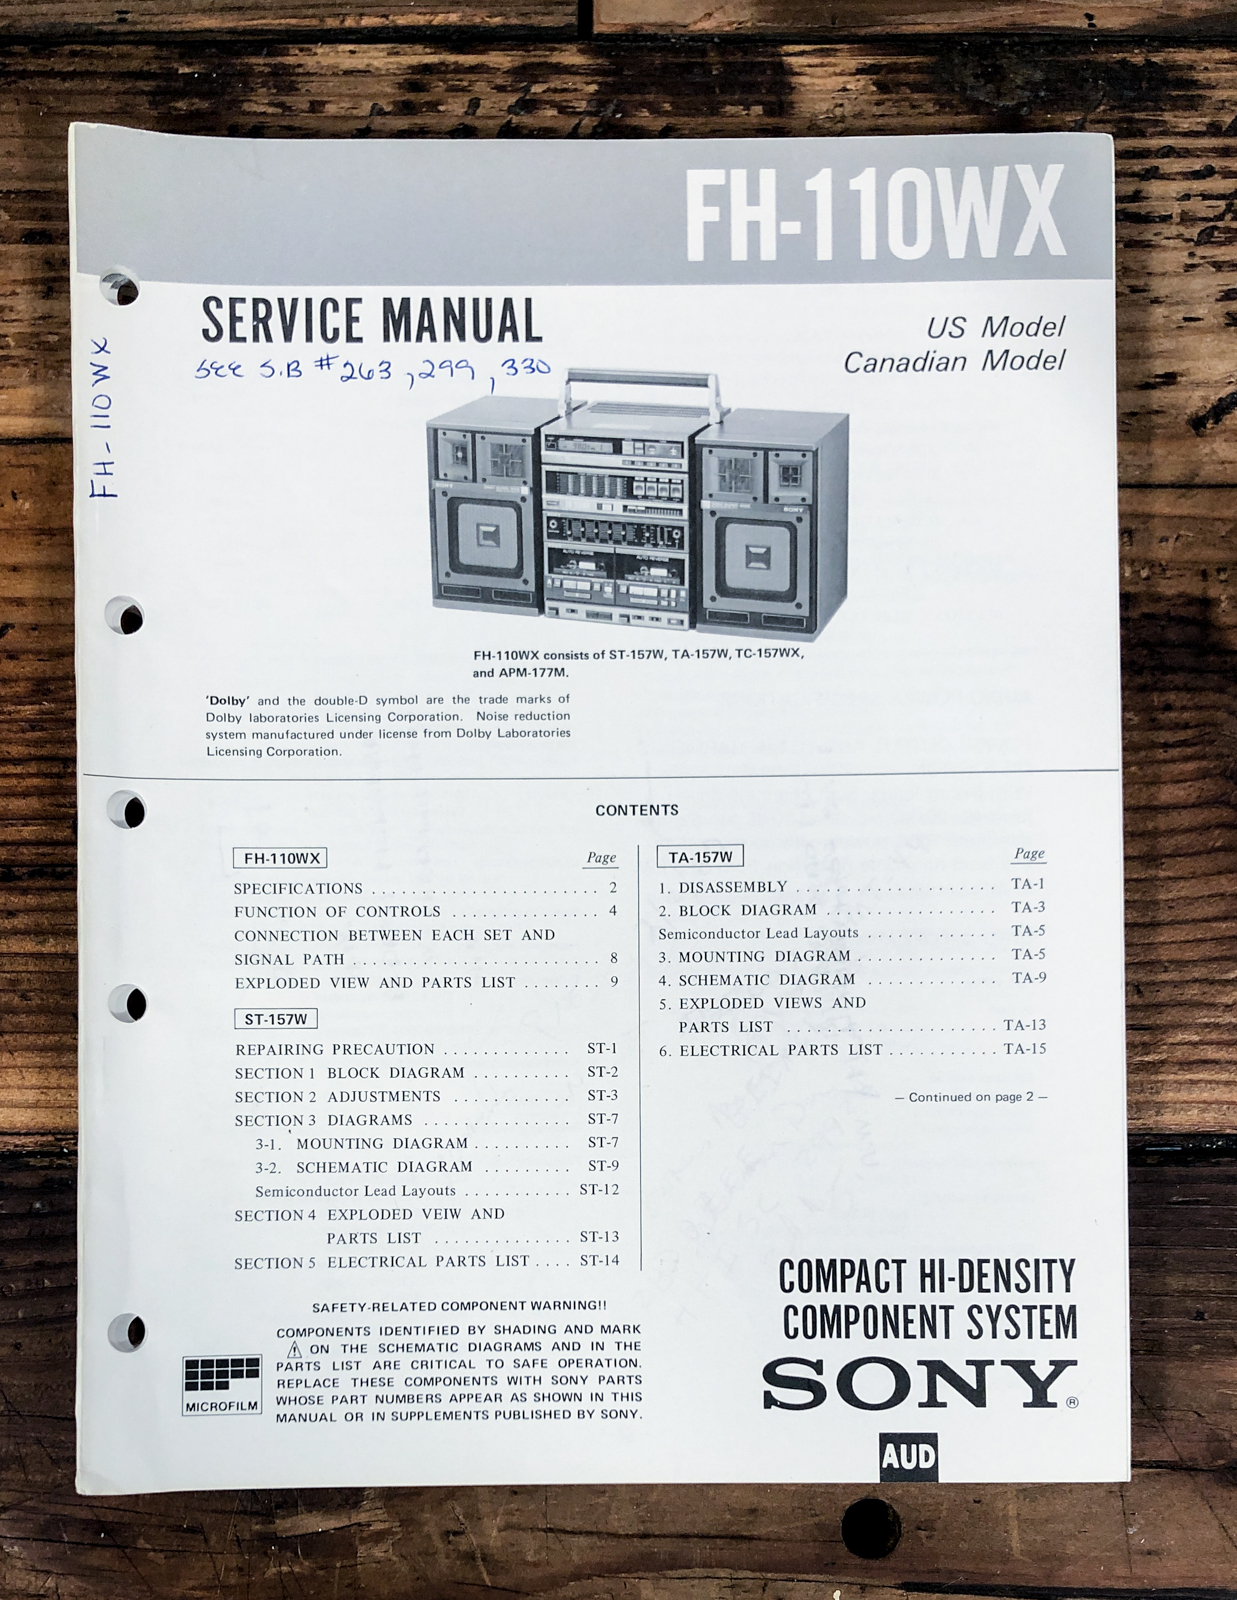 FH-110WX
SERVICE MANUAL
US Model
Canadian Model
SEE S.B #263, 299, 330
FH-110WX
FH-110WX consists of ST-157W, TA-157W, TC-157WX,
and APM-177M.
'Dolby' and the double-D symbol are the trade marks of
Dolby laboratories Licensing Corporation. Noise reduction
system manufactured under license from Dolby Laboratories
Licensing Corporation.
CONTENTS
FH-110WX Page
SPECIFICATIONS . . . . . . . . . . . . . . . . . . . . . . . 2
FUNCTION OF CONTROLS . . . . . . . . . . . . . . . 4
CONNECTION BETWEEN EACH SET AND
SIGNAL PATH . . . . . . . . . . . . . . . . . . . . . . . . . 8
EXPLODED VIEW AND PARTS LIST . . . . . . . . 9
ST-157W
REPAIRING PRECAUTION . . . . . . . . . . . . . ST-1
SECTION 1 BLOCK DIAGRAM . . . . . . . . . . ST-2
SECTION 2 ADJUSTMENTS . . . . . . . . . . . . ST-3
SECTION 3 DIAGRAMS . . . . . . . . . . . . . . . ST-7
3-1. MOUNTING DIAGRAM . . . . . . . . . . ST-7
3-2. SCHEMATIC DIAGRAM . . . . . . . . . ST-9
Semiconductor Lead Layouts . . . . . . . . . . . ST-12
SECTION 4 EXPLODED VEIW AND
PARTS LIST . . . . . . . . . . . . . . ST-13
SECTION 5 ELECTRICAL PARTS LIST . . . . ST-14
TA-157W Page
1. DISASSEMBLY . . . . . . . . . . . . . . . . . . . . TA-1
2. BLOCK DIAGRAM . . . . . . . . . . . . . . . . . TA-3
Semiconductor Lead Layouts . . . . . . . . . . . . TA-5
3. MOUNTING DIAGRAM . . . . . . . . . . . . . . TA-5
4. SCHEMATIC DIAGRAM . . . . . . . . . . . . . . TA-9
5. EXPLODED VIEWS AND
PARTS LIST . . . . . . . . . . . . . . . . . . . . . TA-13
6. ELECTRICAL PARTS LIST . . . . . . . . . . . TA-15
— Continued on page 2 —
SAFETY-RELATED COMPONENT WARNING!!
COMPONENTS IDENTIFIED BY SHADING AND MARK
⚠ ON THE SCHEMATIC DIAGRAMS AND IN THE
PARTS LIST ARE CRITICAL TO SAFE OPERATION.
REPLACE THESE COMPONENTS WITH SONY PARTS
WHOSE PART NUMBERS APPEAR AS SHOWN IN THIS
MANUAL OR IN SUPPLEMENTS PUBLISHED BY SONY.
MICROFILM
COMPACT HI-DENSITY
COMPONENT SYSTEM
SONY®
AUD